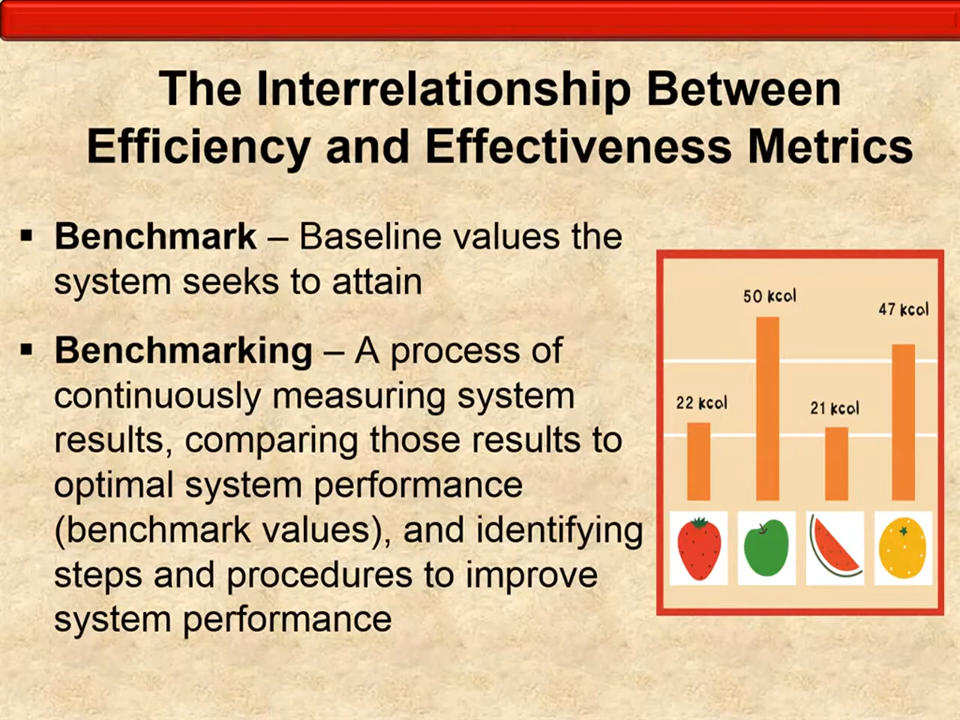 The Interrelationship Between
Efficiency and Effectiveness Metrics
▪ Benchmark – Baseline values the
system seeks to attain
▪ Benchmarking – A process of
continuously measuring system
results, comparing those results to
optimal system performance
(benchmark values), and identifying
steps and procedures to improve
system performance
22 kcol
50 kcol
21 kcol
47 kcol